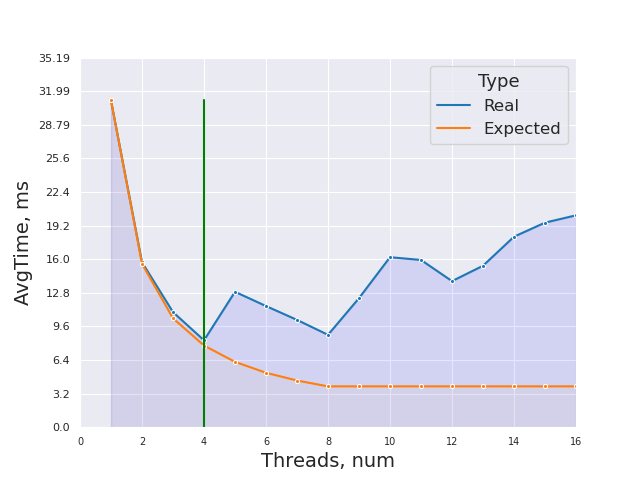 35.19
31.99
28.79
25.6
22.4
19.2
16.0
12.8
9.6
6.4
3.2
0.0
AvgTime, ms
Type
Real
Expected
0 2 4 6 8 10 12 14 16
Threads, num